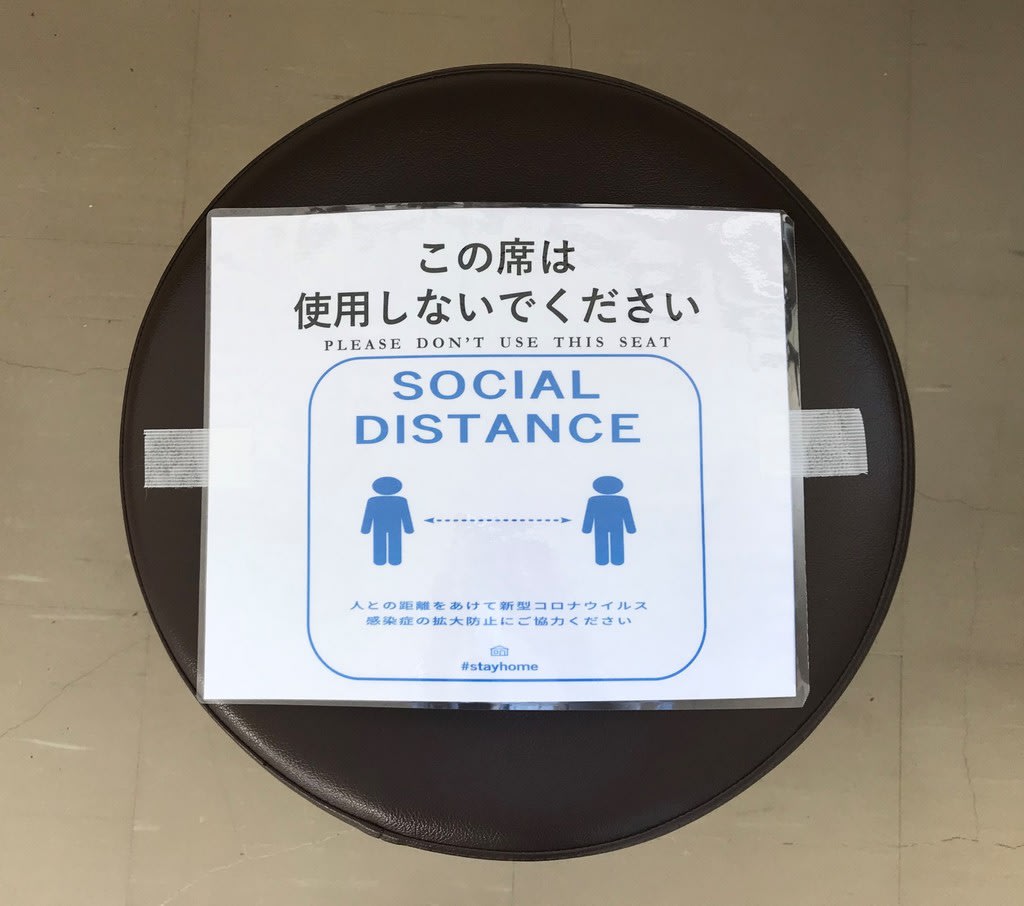 この席は
使用しないでください
PLEASE DON'T USE THIS SEAT
SOCIAL
DISTANCE
人との距離をあけて新型コロナウイルス
感染症の拡大防止にご協力ください
#stayhome